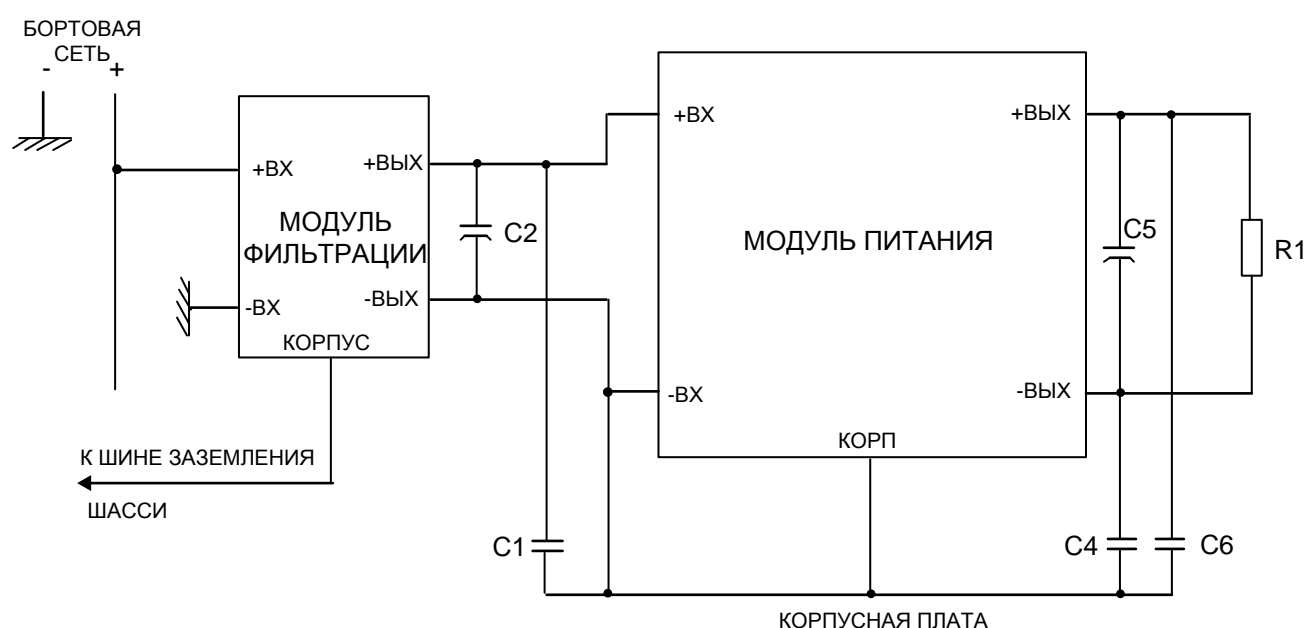 БОРТОВАЯ
СЕТЬ
- +
+ВХ
+ВЫХ
МОДУЛЬ
ФИЛЬТРАЦИИ
-ВХ
-ВЫХ
КОРПУС
К ШИНЕ ЗАЗЕМЛЕНИЯ
ШАССИ
C2
C1
+ВХ
+ВЫХ
МОДУЛЬ ПИТАНИЯ
-ВХ
-ВЫХ
КОРП
C5
R1
C4
C6
КОРПУСНАЯ ПЛАТА